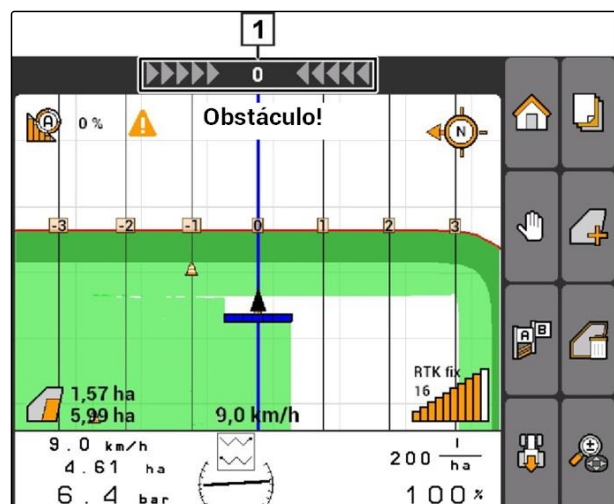 1
0
0 %
Obstáculo!
N
-3 -2 -1 0 1 2 3
A B
RTK fix
16
1,57 ha
5,99 ha
9,0 km/h
9.0 km/h
4.61 ha
6.4 bar
200 l/ha
100 %